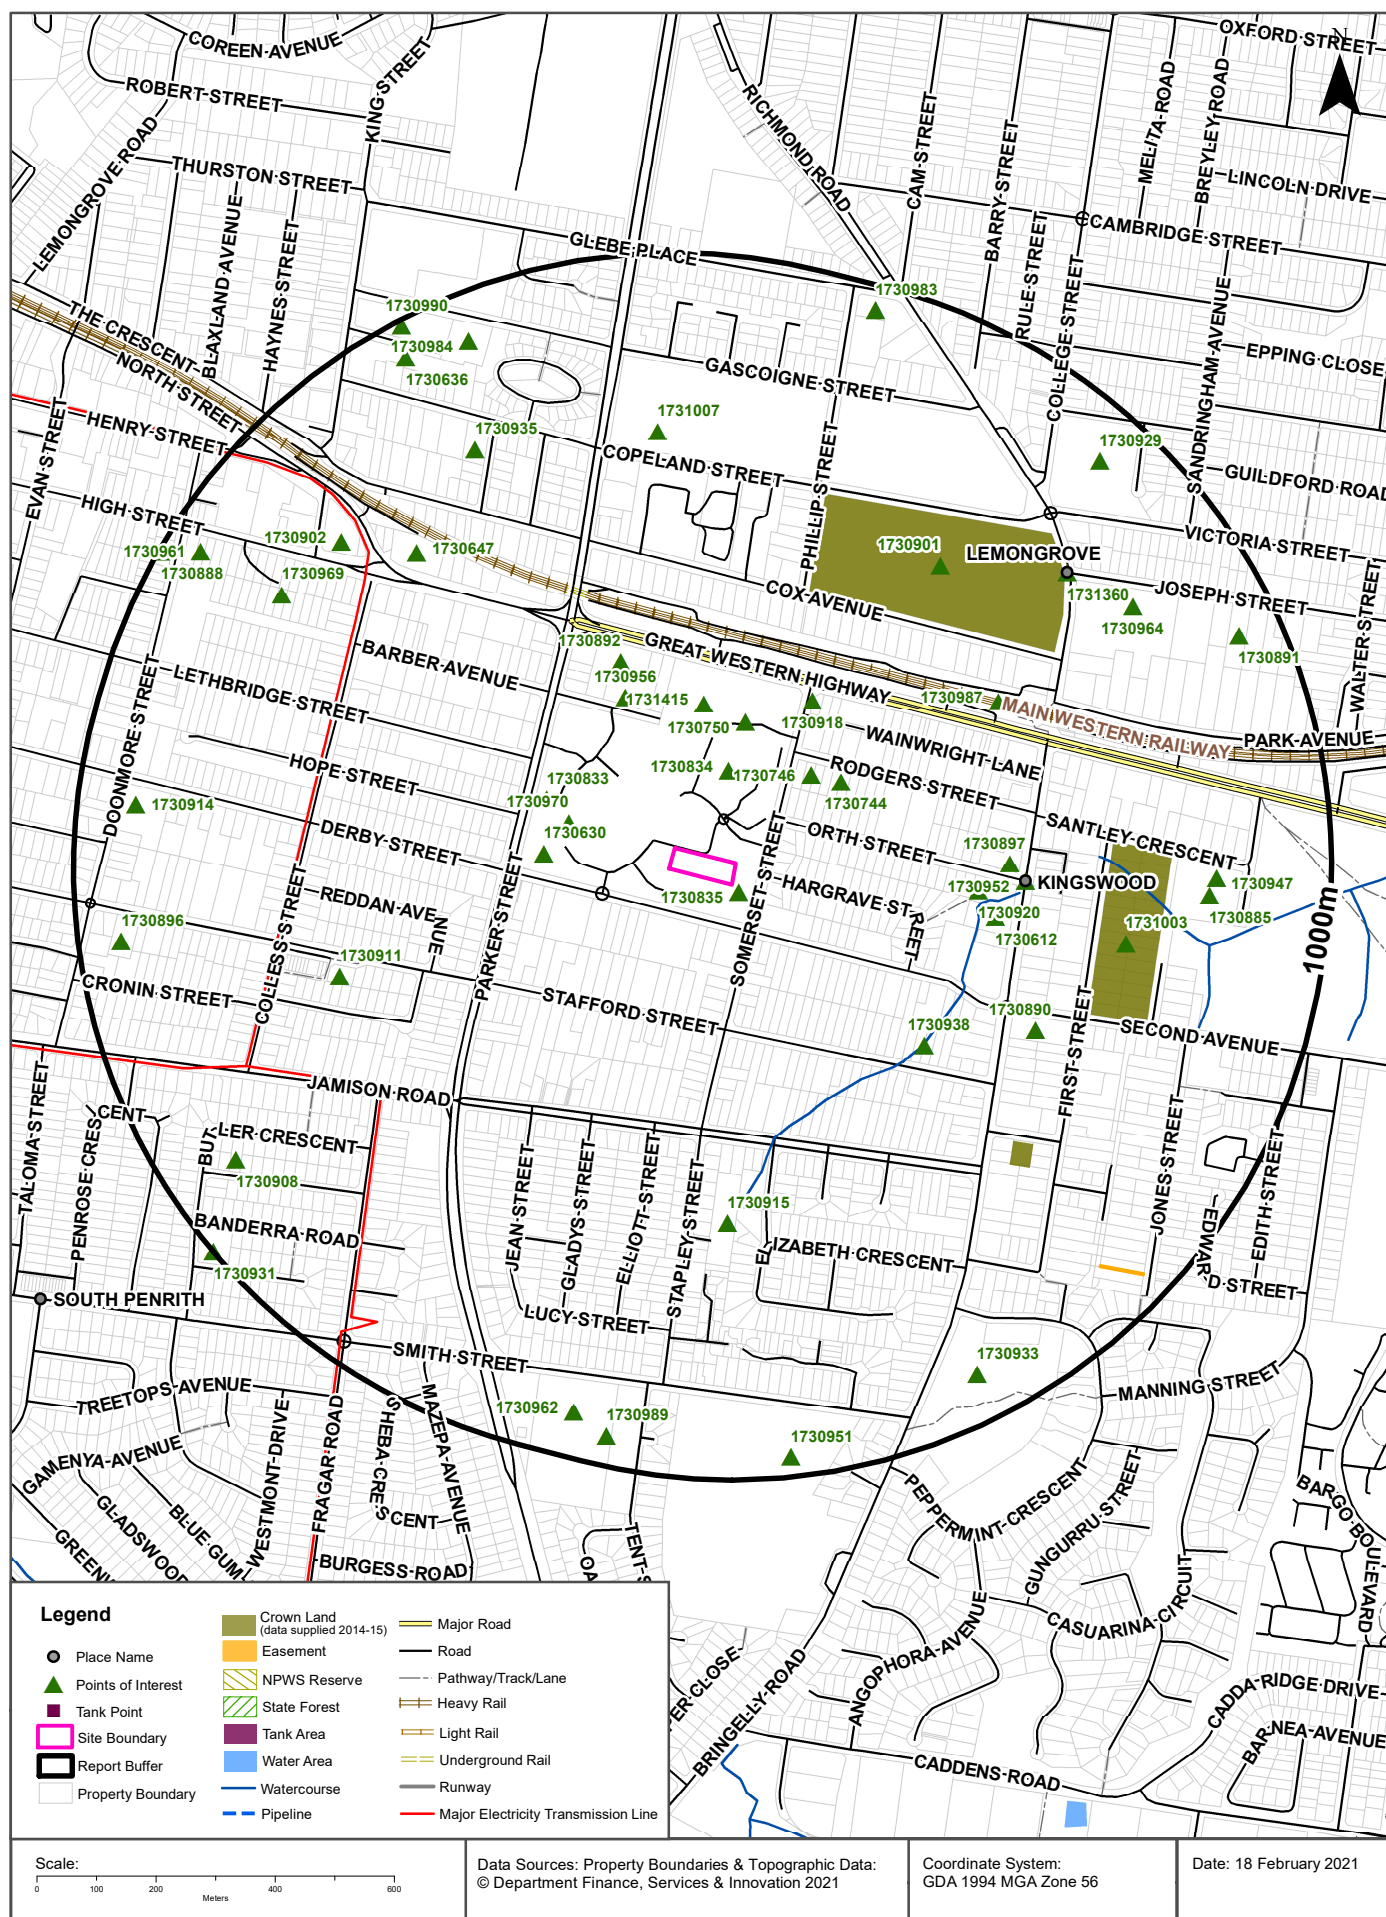 COREEN AVENUE
ROBERT STREET
KING STREET
LEMONGROVE ROAD
THURSTON STREET
BLAXLAND AVENUE
HAYNES STREET
RICHMOND ROAD
OXFORD STREET
N
CAM STREET
BARRY STREET
MELITA ROAD
BREYLEY ROAD
LINCOLN DRIVE
RULE STREET
CAMBRIDGE STREET
COLLEGE STREET
SANDRINGHAM AVENUE
EPPING CLOSE
GLEBE PLACE
1730983
1730990
1730984
1730636
THE CRESCENT
NORTH STREET
HENRY STREET
EVAN STREET
HIGH STREET
GASCOIGNE STREET
1731007
1730935
COPELAND STREET
PHILLIP STREET
1730929
GUILDFORD ROAD
VICTORIA STREET
1730961
1730888
1730902
1730647
1730969
1730901
LEMONGROVE
COX AVENUE
1731360
JOSEPH STREET
1730964
1730891
WALTER STREET
1730892
GREAT WESTERN HIGHWAY
BARBER AVENUE
LETHBRIDGE STREET
DOONMORE STREET
1730956
1731415
1730750
1730918
1730987
MAIN WESTERN RAILWAY
PARK AVENUE
WAINWRIGHT LANE
HOPE STREET
1730833
1730834
1730746
1730744
RODGERS STREET
1730914
1730970
1730630
DERBY STREET
ORTH STREET
SANTLEY CRESCENT
1730897
SOMERSET STREET
HARGRAVE STREET
1730835
1730952
KINGSWOOD
1730947
1730885
1730920
1730612
1731003
1000m
REDDAN AVENUE
PARKER STREET
COLLESS STREET
1730896
1730911
CRONIN STREET
STAFFORD STREET
1730938
1730890
FIRST STREET
SECOND AVENUE
JAMISON ROAD
TALOMA STREET
PENROSE CRESCENT
BUTLER CRESCENT
1730908
BANDERRA ROAD
1730931
SOUTH PENRITH
JEAN STREET
GLADYS STREET
ELLIOTT STREET
STAPLEY STREET
1730915
ELIZABETH CRESCENT
JONES STREET
EDWARD STREET
EDITH STREET
LUCY STREET
SMITH STREET
1730933
MANNING STREET
TREETOPS AVENUE
GAMENYA AVENUE
GLADSWOOD
BLUE GUM
GREENW
WESTMONT DRIVE
FRAGAR ROAD
SHEBA CRESCENT
MAZEPA AVENUE
BURGESS ROAD
1730962
1730989
1730951
TENTS
OA
PEPPERMINT CRESCENT
GUNGURRU STREET
CASUARINA CIRCUIT
BARGO BOULEVARD
ANGOPHORA AVENUE
BRINGELLY ROAD
ER CLOSE
CADDA RIDGE DRIVE
BARNEA AVENUE
CADDENS ROAD
Legend
Place Name
Points of Interest
Tank Point
Site Boundary
Report Buffer
Property Boundary
Crown Land
(data supplied 2014-15)
Easement
NPWS Reserve
State Forest
Tank Area
Water Area
Watercourse
Pipeline
Major Road
Road
Pathway/Track/Lane
Heavy Rail
Light Rail
Underground Rail
Runway
Major Electricity Transmission Line
Scale:
0 100 200 400 600
Meters
Data Sources: Property Boundaries & Topographic Data:
© Department Finance, Services & Innovation 2021
Coordinate System:
GDA 1994 MGA Zone 56
Date: 18 February 2021